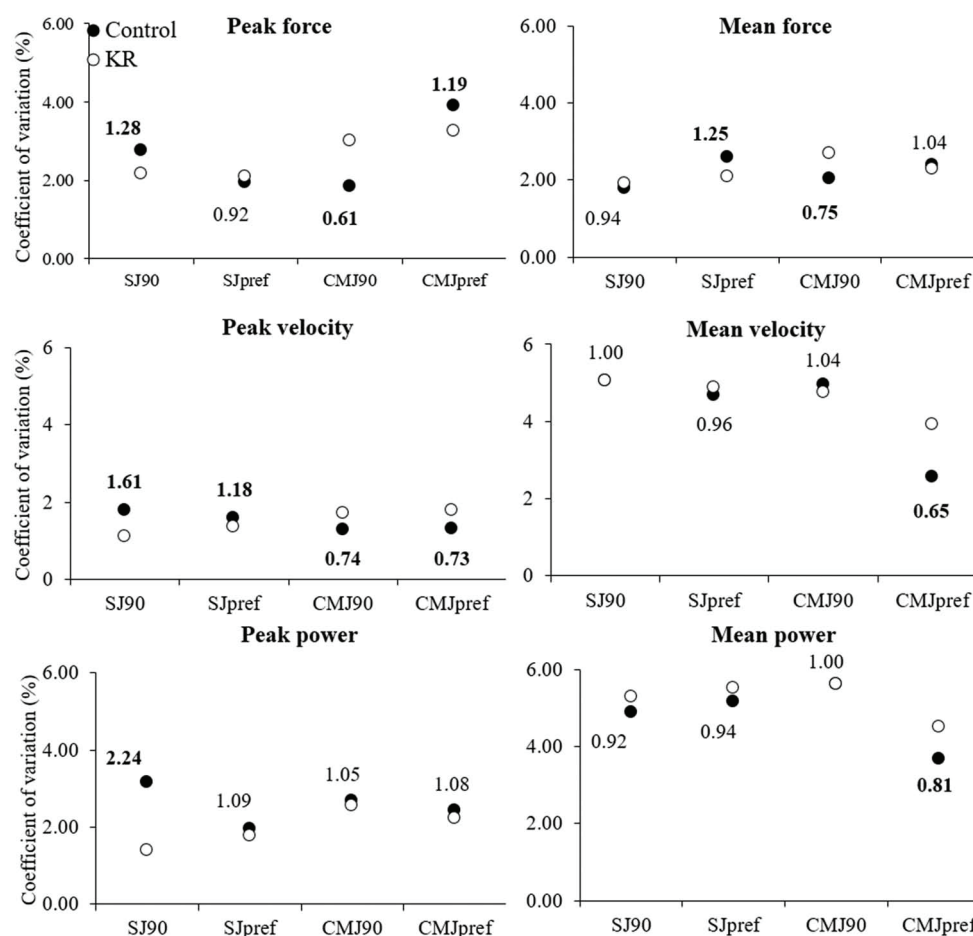 Peak force
Coefficient of variation (%)
6.00
4.00
2.00
0.00
Control
KR
1.28
0.92
0.61
1.19
SJ90
SJpref
CMJ90
CMJpref
Mean force
6.00
4.00
2.00
0.00
0.94
1.25
0.75
1.04
SJ90
SJpref
CMJ90
CMJpref
Peak velocity
Coefficient of variation (%)
6
4
2
0
1.61
1.18
0.74
0.73
SJ90
SJpref
CMJ90
CMJpref
Mean velocity
6
4
2
0
1.00
0.96
1.04
0.65
SJ90
SJpref
CMJ90
CMJpref
Peak power
Coefficient of variation (%)
6.00
4.00
2.00
0.00
2.24
1.09
1.05
1.08
SJ90
SJpref
CMJ90
CMJpref
Mean power
6.00
4.00
2.00
0.00
0.92
0.94
1.00
0.81
SJ90
SJpref
CMJ90
CMJpref